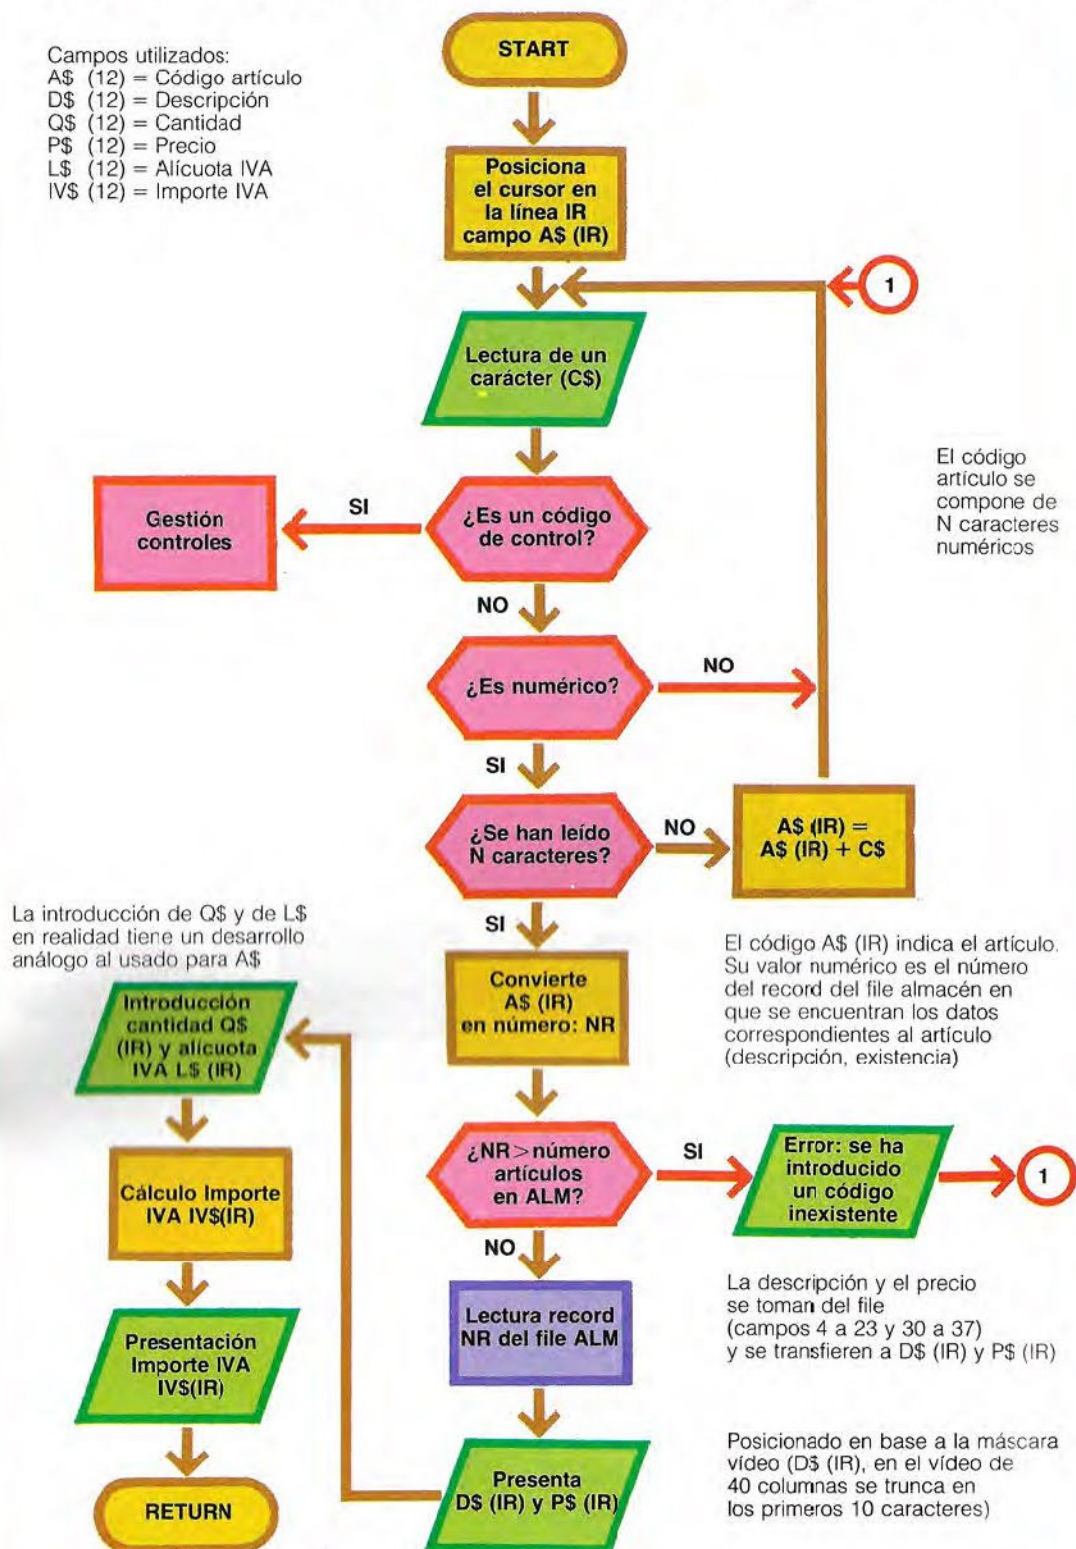 Campos utilizados:
A$ (12) = Código artículo
D$ (12) = Descripción
Q$ (12) = Cantidad
P$ (12) = Precio
L$ (12) = Alícuota IVA
IV$ (12) = Importe IVA
START
Posiciona
el cursor en
la línea IR
campo A$ (IR)
1
Lectura de un
carácter (C$)
El código
artículo se
compone de
N caracteres
numéricos
Gestión
controles
SI
¿Es un código
de control?
NO
¿Es numérico?
NO
SI
¿Se han leído
N caracteres?
NO
A$ (IR) =
A$ (IR) + C$
SI
La introducción de Q$ y de L$
en realidad tiene un desarrollo
análogo al usado para A$
Convierte
A$ (IR)
en número: NR
El código A$ (IR) indica el artículo.
Su valor numérico es el número
del record del file almacén en
que se encuentran los datos
correspondientes al artículo
(descripción, existencia)
Introducción
cantidad Q$
(IR) y alícuota
IVA L$ (IR)
¿NR>número
artículos
en ALM?
SI
Error: se ha
introducido
un código
inexistente
1
Cálculo Importe
IVA IV$(IR)
NO
Lectura record
NR del file ALM
La descripción y el precio
se toman del file
(campos 4 a 23 y 30 a 37)
y se transfieren a D$ (IR) y P$ (IR)
Presentación
Importe IVA
IV$(IR)
Presenta
D$ (IR) y P$ (IR)
Posicionado en base a la máscara
vídeo (D$ (IR), en el vídeo de
40 columnas se trunca en
los primeros 10 caracteres)
RETURN